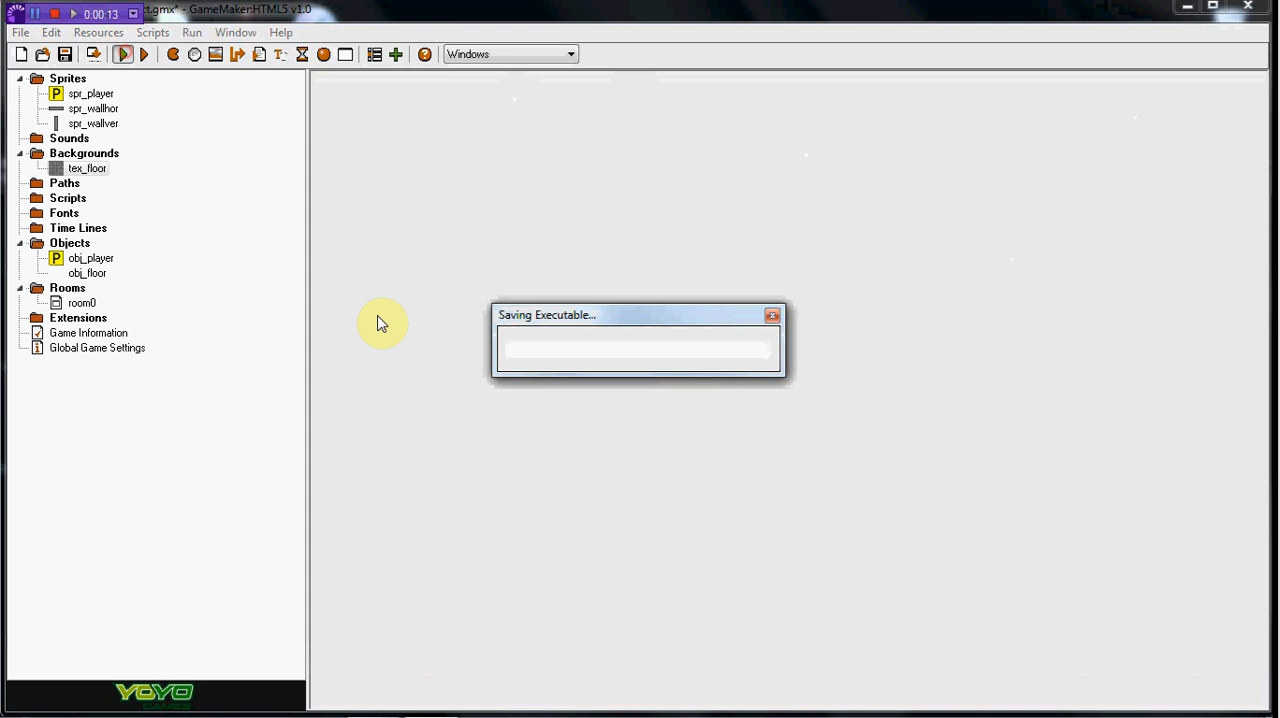 0:00:13
ct.gmx* - GameMaker:HTML5 v1.0
File Edit Resources Scripts Run Window Help
Windows
Sprites
P spr_player
spr_wallhor
spr_wallver
Sounds
Backgrounds
tex_floor
Paths
Scripts
Fonts
Time Lines
Objects
P obj_player
obj_floor
Rooms
room0
Extensions
Game Information
Global Game Settings
Saving Executable...
YOYO
GAMES